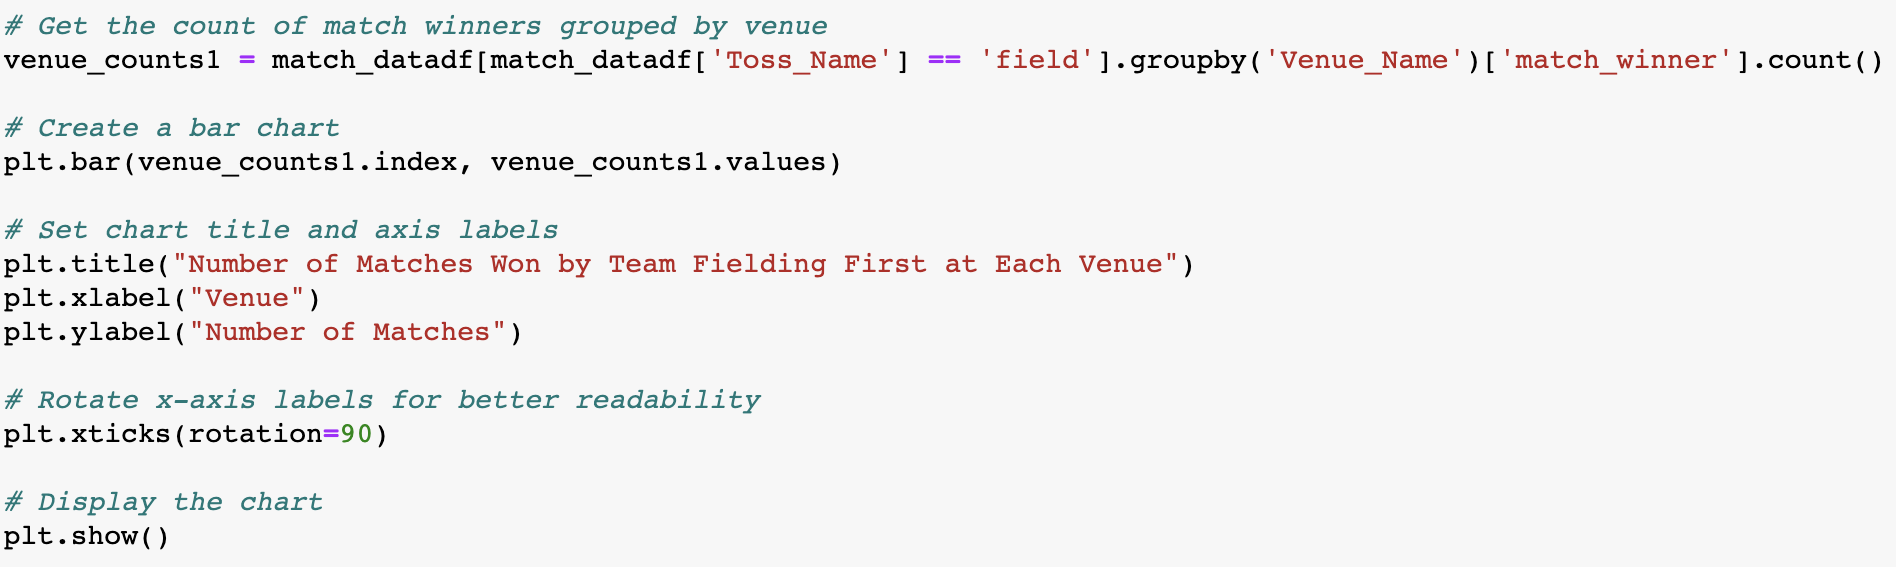 # Get the count of match winners grouped by venue
venue_counts1 = match_datadf[match_datadf['Toss_Name'] == 'field'].groupby('Venue_Name')['match_winner'].count()
# Create a bar chart
plt.bar(venue_counts1.index, venue_counts1.values)
# Set chart title and axis labels
plt.title("Number of Matches Won by Team Fielding First at Each Venue")
plt.xlabel("Venue")
plt.ylabel("Number of Matches")
# Rotate x-axis labels for better readability
plt.xticks(rotation=90)
# Display the chart
plt.show()